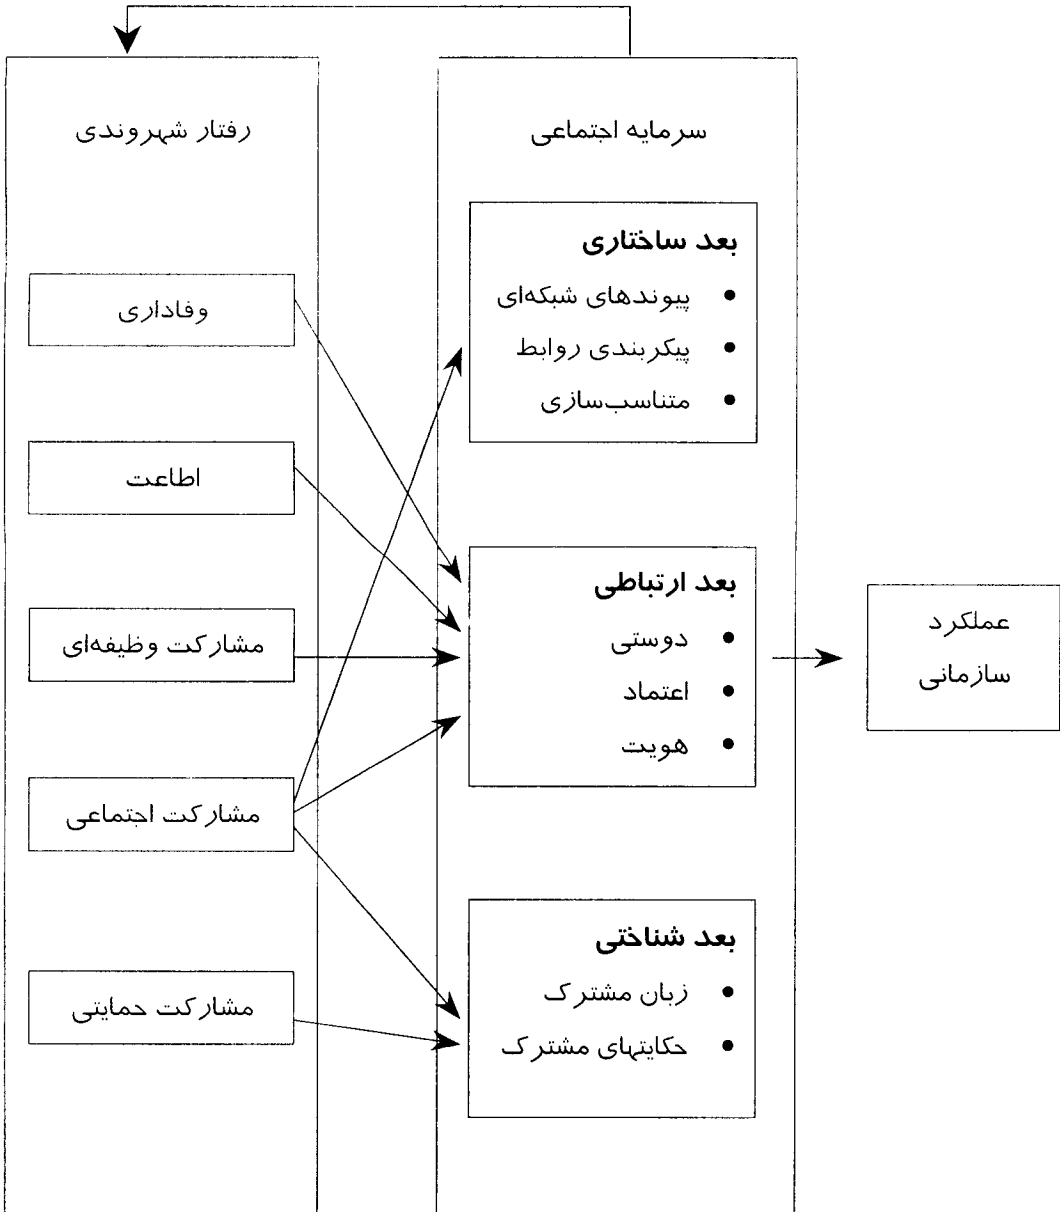 رفتار شهروندی
وفاداری
اطاعت
مشارکت وظیفه‌ای
مشارکت اجتماعی
مشارکت حمایتی
سرمایه اجتماعی
بعد ساختاری
• پیوندهای شبکه‌ای
• پیکربندی روابط
• متناسب‌سازی
بعد ارتباطی
• دوستی
• اعتماد
• هویت
بعد شناختی
• زبان مشترک
• حکایتهای مشترک
عملکرد
سازمانی